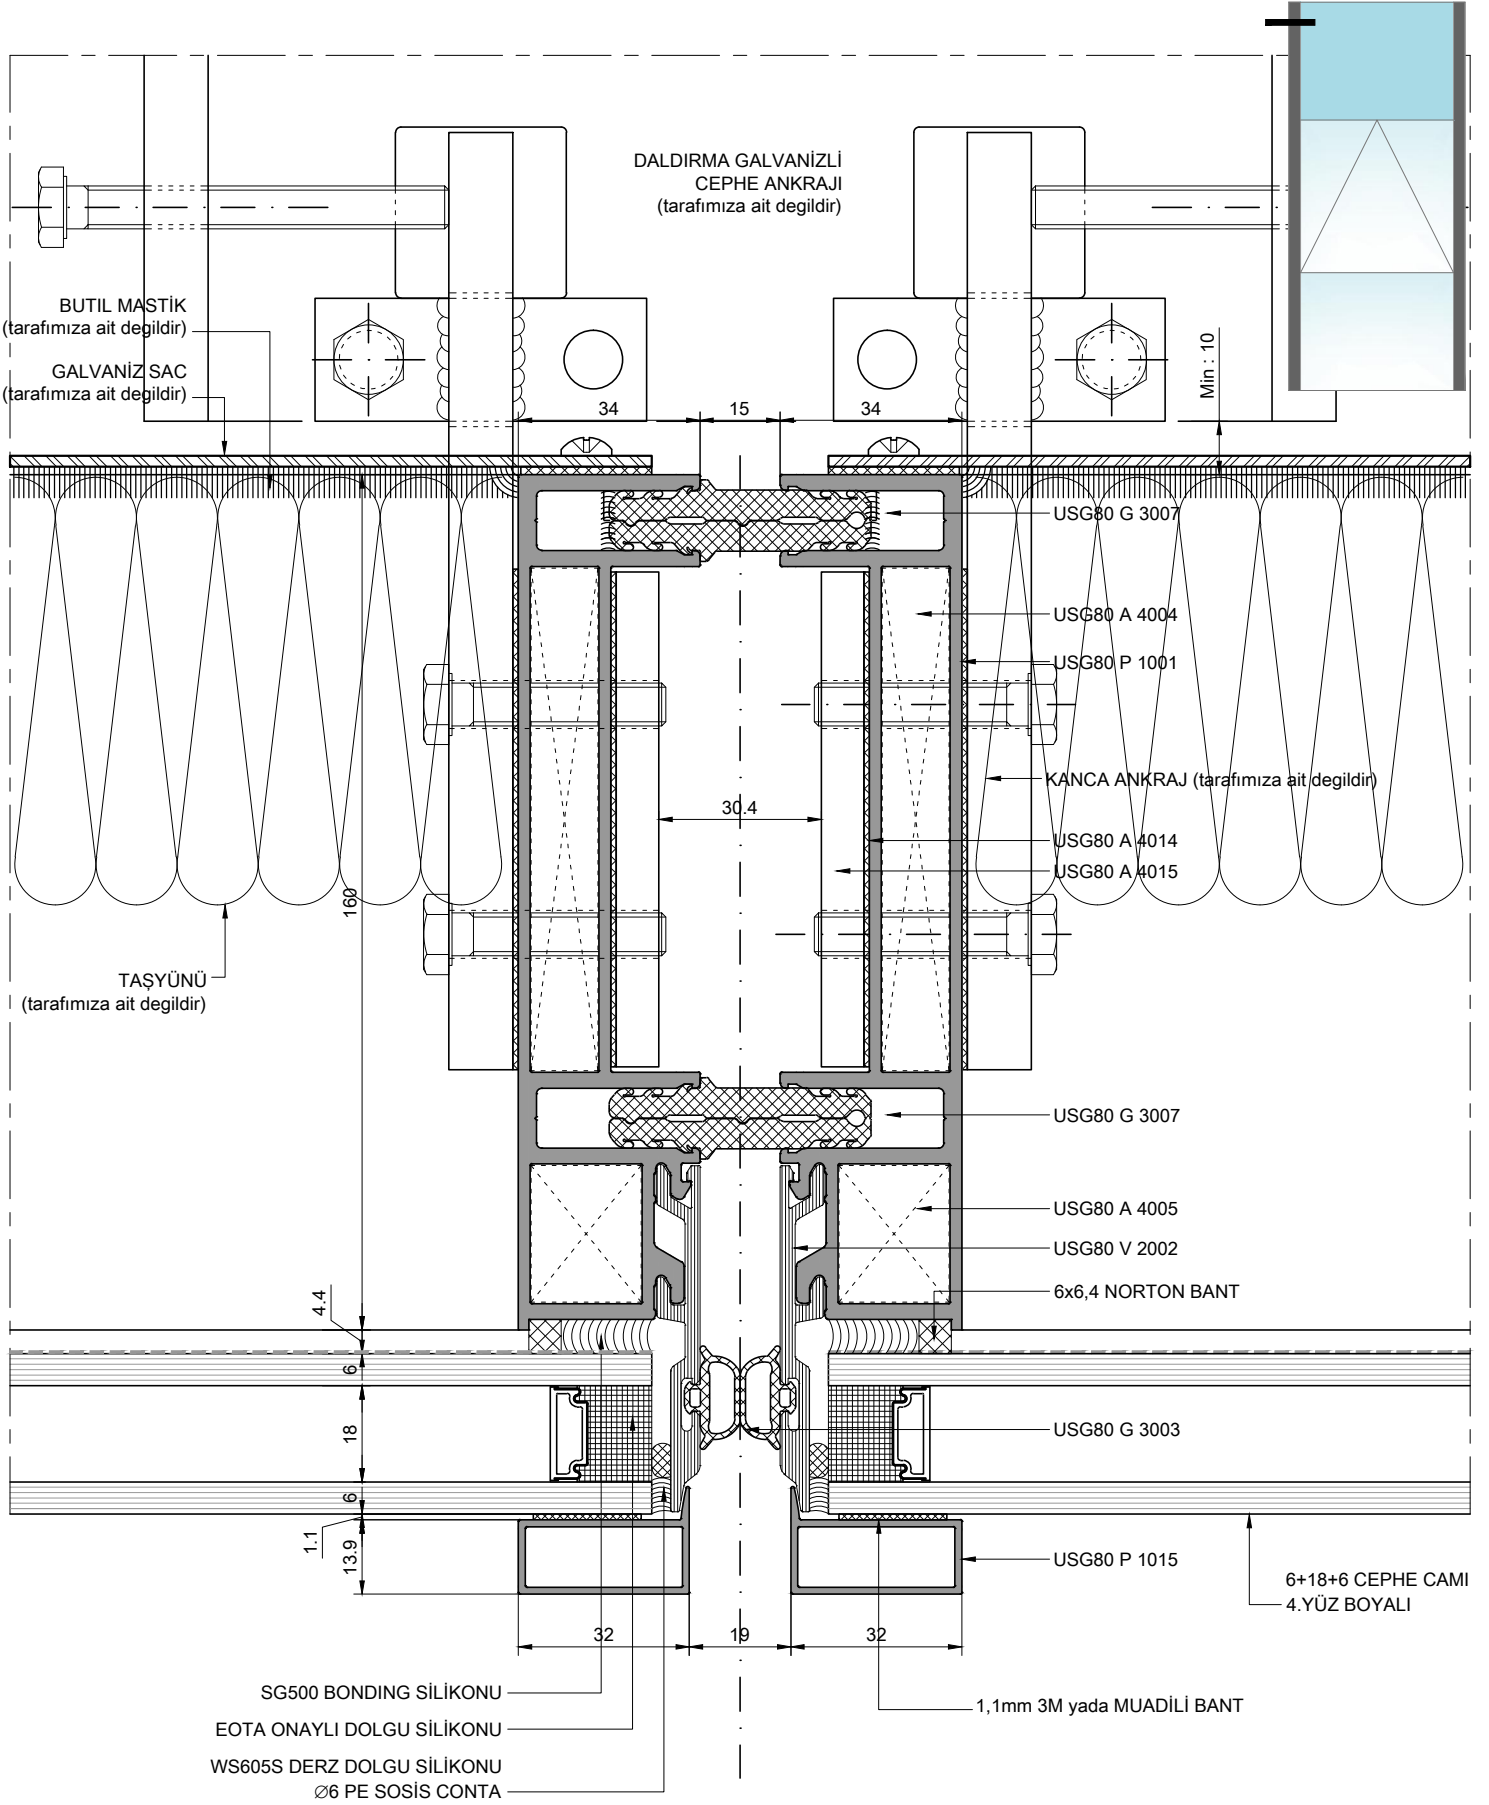 DALDIRMA GALVANİZLİ
CEPHE ANKRAJI
(tarafımıza ait degildir)
BUTIL MASTİK
(tarafımıza ait degildir)
GALVANİZ SAC
(tarafımıza ait degildir)
Min : 10
34
15
34
USG80 G 3007
USG80 A 4004
USG80 P 1001
KANCA ANKRAJ (tarafımıza ait degildir)
30.4
USG80 A 4014
USG80 A 4015
160
TAŞYÜNÜ
(tarafımıza ait degildir)
USG80 G 3007
USG80 A 4005
USG80 V 2002
6x6,4 NORTON BANT
4.4
6
18
USG80 G 3003
6
1.1
13.9
USG80 P 1015
6+18+6 CEPHE CAMI
4.YÜZ BOYALI
32
19
32
SG500 BONDING SİLİKONU
1,1mm 3M yada MUADİLİ BANT
EOTA ONAYLI DOLGU SİLİKONU
WS605S DERZ DOLGU SİLİKONU
Ø6 PE SOSİS CONTA